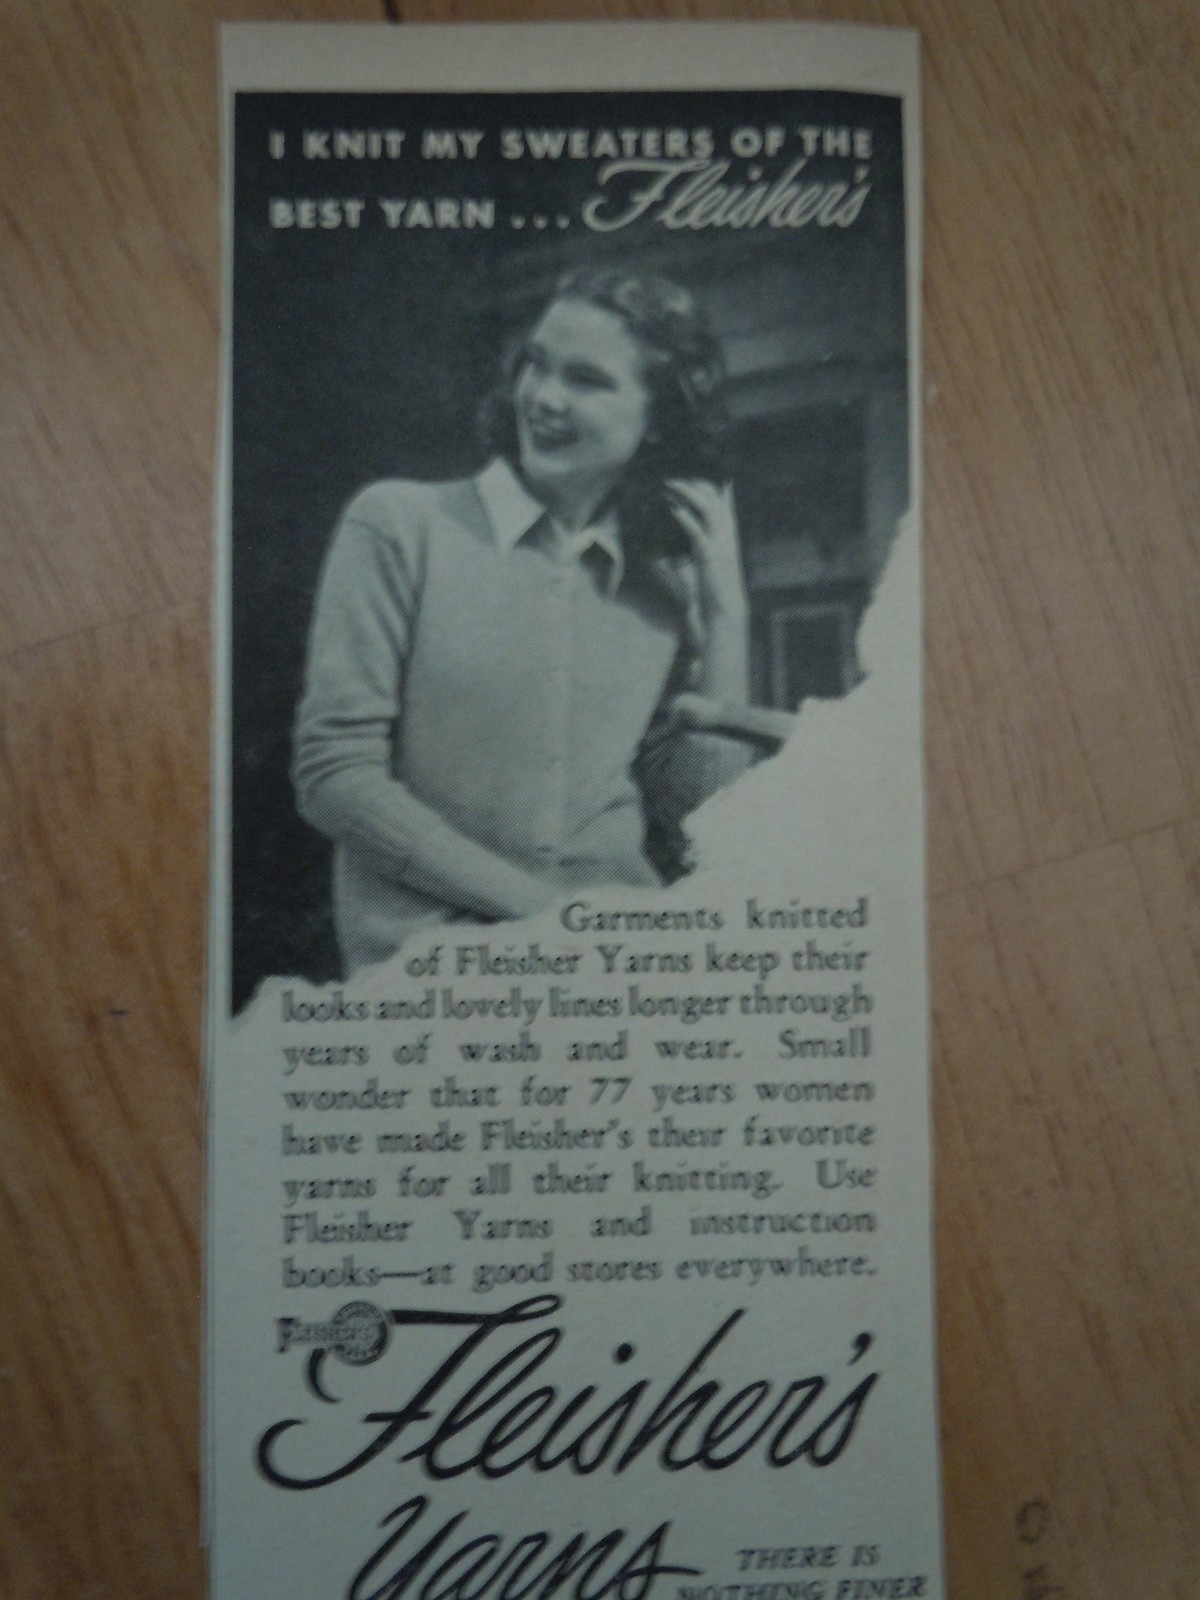 I KNIT MY SWEATERS OF THE
BEST YARN... Fleisher's
Garments knitted
of Fleisher Yarns keep their
looks and lovely lines longer through
years of wash and wear. Small
wonder that for 77 years women
have made Fleisher's their favorite
yarns for all their knitting. Use
Fleisher Yarns and instruction
books—at good stores everywhere.
Fleisher's
Yarns
THERE IS
NOTHING FINER